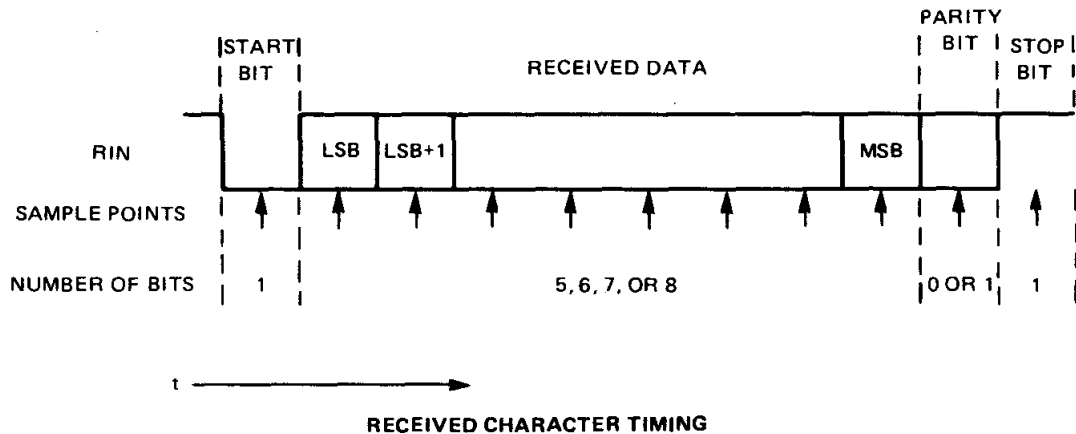 PARITY
BIT
START
BIT
RECEIVED DATA
STOP
BIT
RIN
LSB
LSB+1
MSB
SAMPLE POINTS
NUMBER OF BITS
1
5, 6, 7, OR 8
0 OR 1
1
t
RECEIVED CHARACTER TIMING